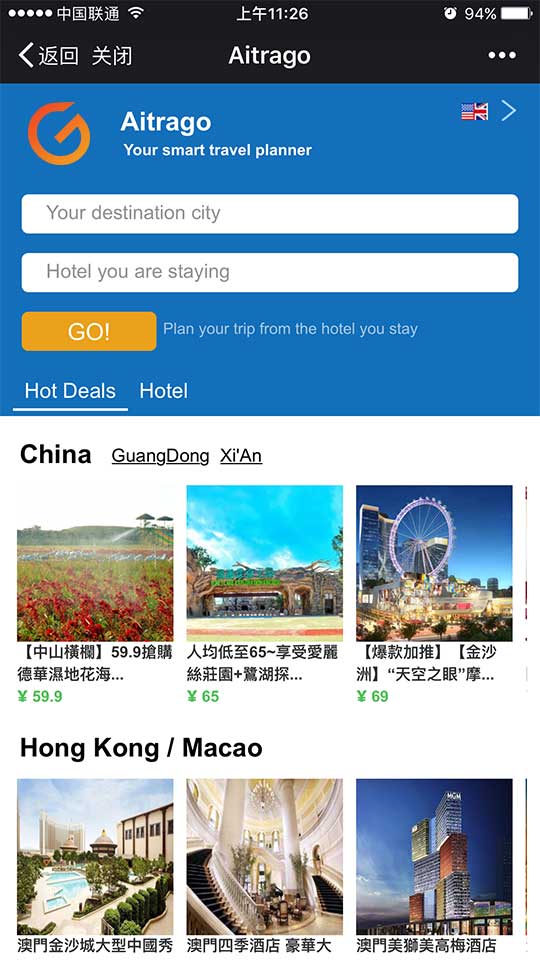 中国联通
上午11:26
94%
返回 关闭
Aitrago
Aitrago
Your smart travel planner
Your destination city
Hotel you are staying
GO!
Plan your trip from the hotel you stay
Hot Deals
Hotel
China
GuangDong
Xi'An
【中山橫欄】59.9搶購
德華濕地花海...
¥ 59.9
人均低至65~享受愛麗
絲莊園+鷺湖探...
¥ 65
【爆款加推】【金沙
洲】“天空之眼”摩...
¥ 69
Hong Kong / Macao
MGM
澳門金沙城大型中國秀
澳門四季酒店 豪華大
澳門美獅美高梅酒店